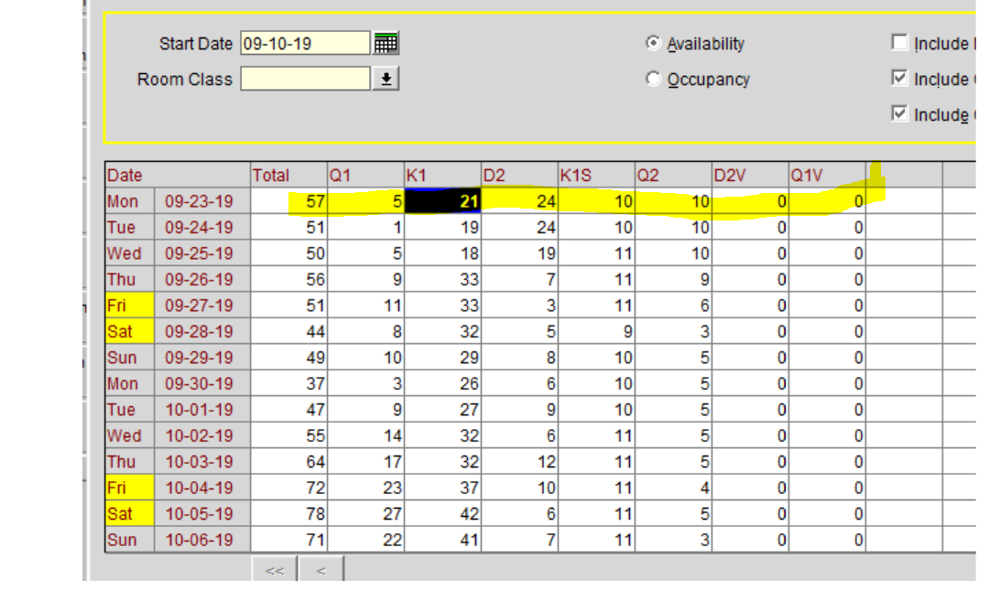 Start Date 09-10-19 Availability Include
Room Class Occupancy Include
Include
Date Total Q1 K1 D2 K1S Q2 D2V Q1V
Mon 09-23-19 57 5 21 24 10 10 0 0
Tue 09-24-19 51 1 19 24 10 10 0 0
Wed 09-25-19 50 5 18 19 11 10 0 0
Thu 09-26-19 56 9 33 7 11 9 0 0
Fri 09-27-19 51 11 33 3 11 6 0 0
Sat 09-28-19 44 8 32 5 9 3 0 0
Sun 09-29-19 49 10 29 8 10 5 0 0
Mon 09-30-19 37 3 26 6 10 5 0 0
Tue 10-01-19 47 9 27 9 10 5 0 0
Wed 10-02-19 55 14 32 6 11 5 0 0
Thu 10-03-19 64 17 32 12 11 5 0 0
Fri 10-04-19 72 23 37 10 11 4 0 0
Sat 10-05-19 78 27 42 6 11 5 0 0
Sun 10-06-19 71 22 41 7 11 3 0 0
<< <